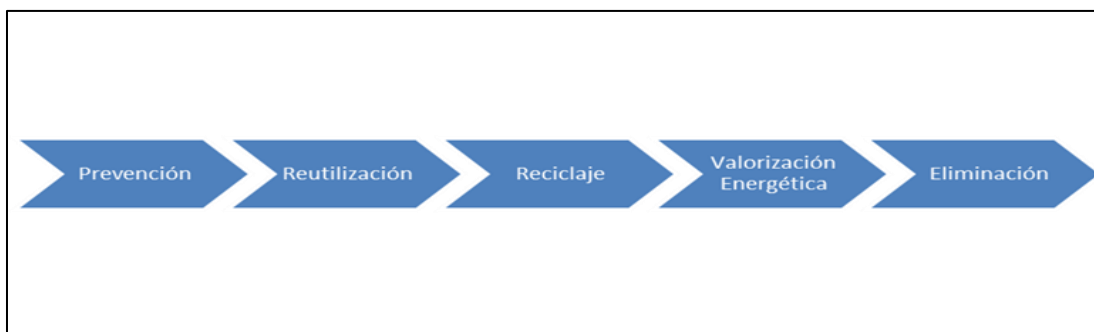 Prevención
Reutilización
Reciclaje
Valorización
Energética
Eliminación